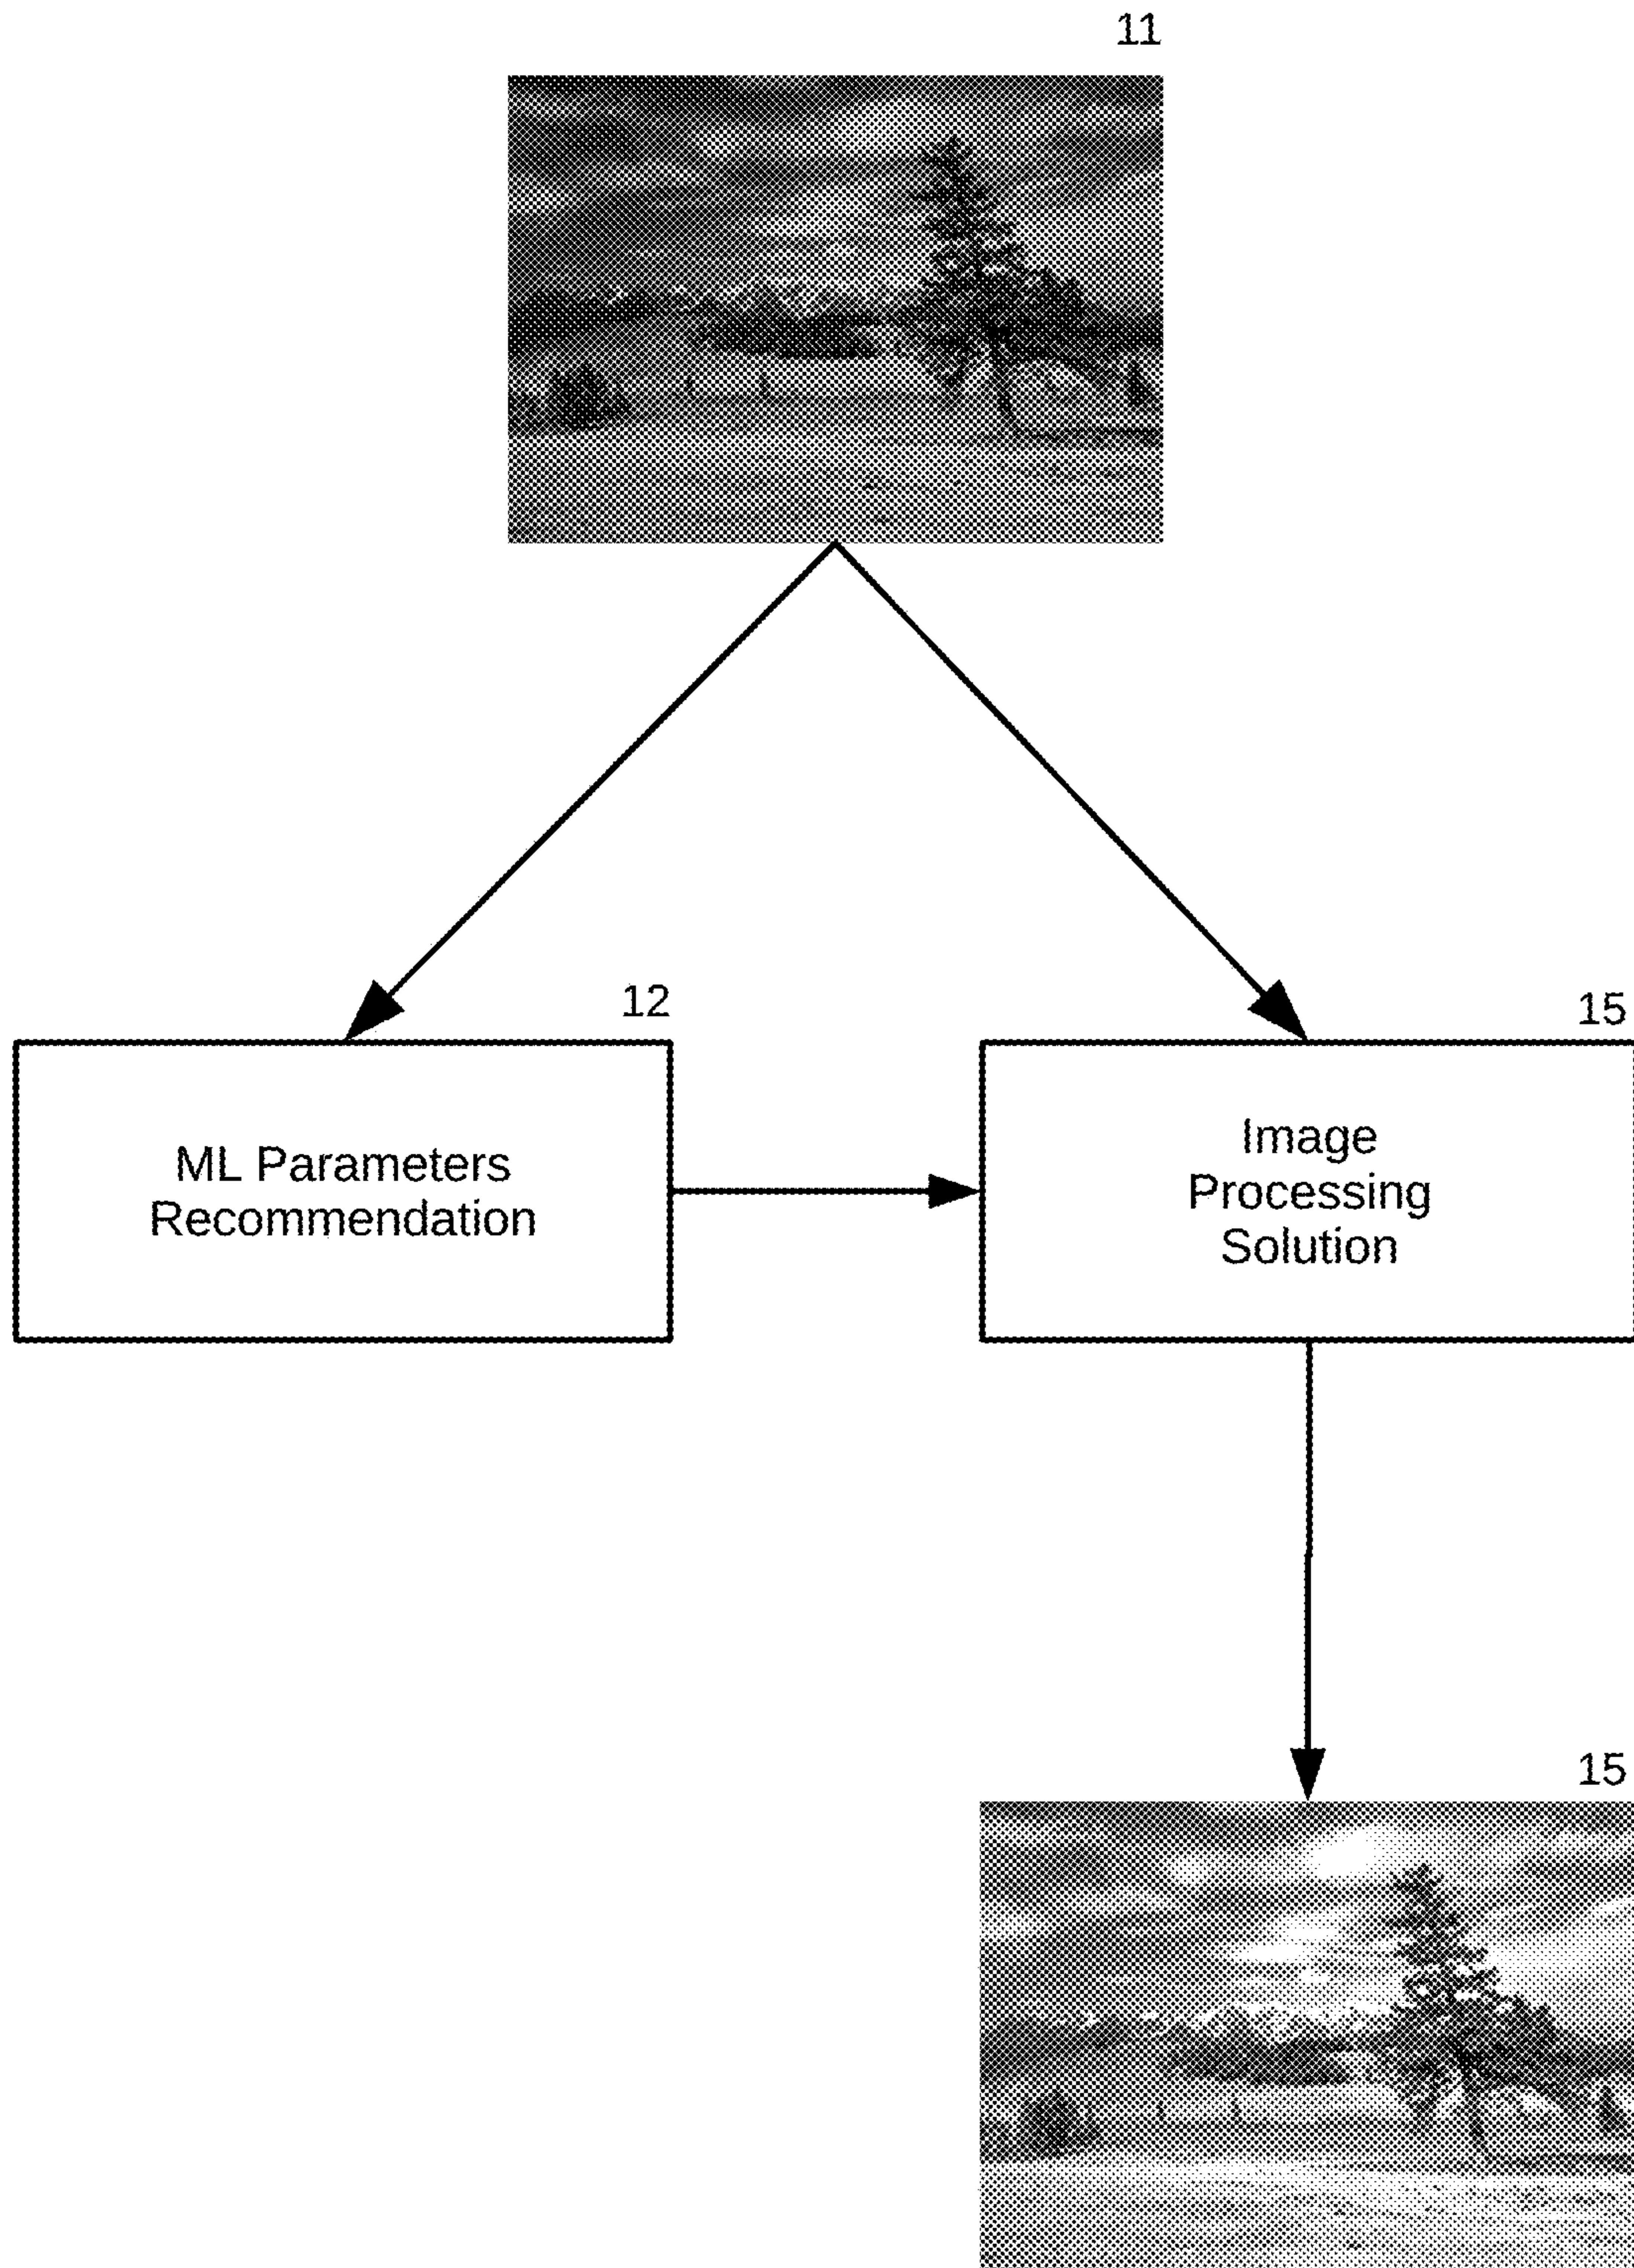 11
12
ML Parameters
Recommendation
15
Image
Processing
Solution
15